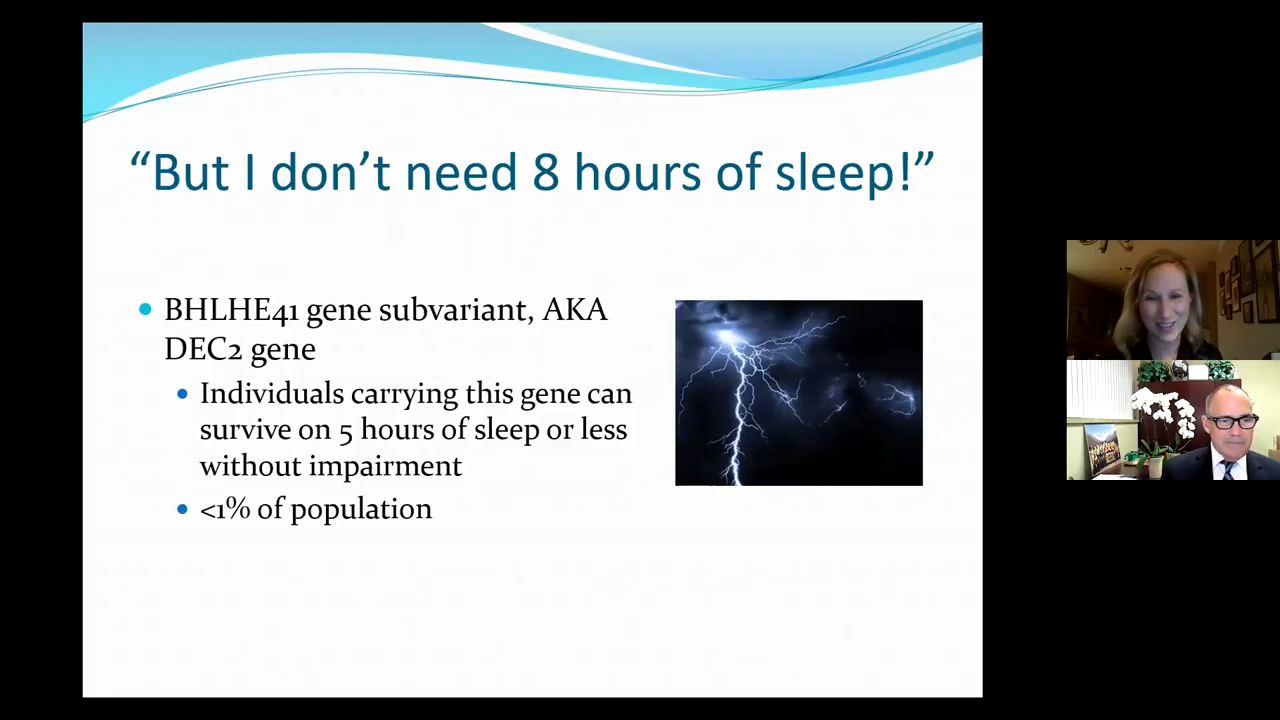 “But I don’t need 8 hours of sleep!”
BHLHE41 gene subvariant, AKA
DEC2 gene
Individuals carrying this gene can
survive on 5 hours of sleep or less
without impairment
<1% of population